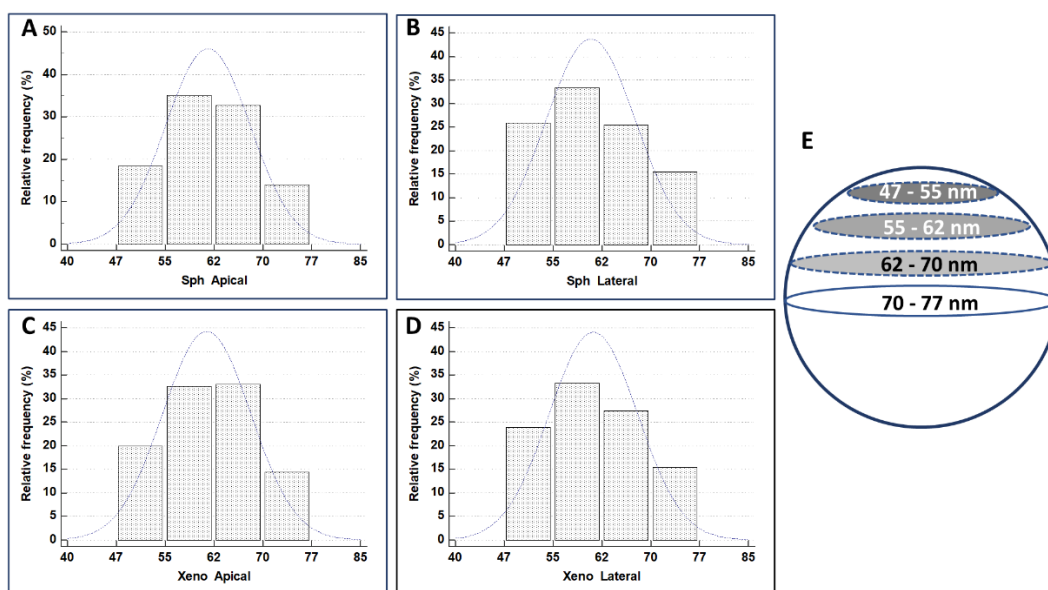 A
Relative frequency (%)
50
40
30
20
10
0
40 47 55 62 70 77 85
Sph Apical
B
Relative frequency (%)
45
40
35
30
25
20
15
10
5
0
40 47 55 62 70 77 85
Sph Lateral
C
Relative frequency (%)
45
40
35
30
25
20
15
10
5
0
40 47 55 62 70 77 85
Xeno Apical
D
Relative frequency (%)
45
40
35
30
25
20
15
10
5
0
40 47 55 62 70 77 85
Xeno Lateral
E
47 - 55 nm
55 - 62 nm
62 - 70 nm
70 - 77 nm